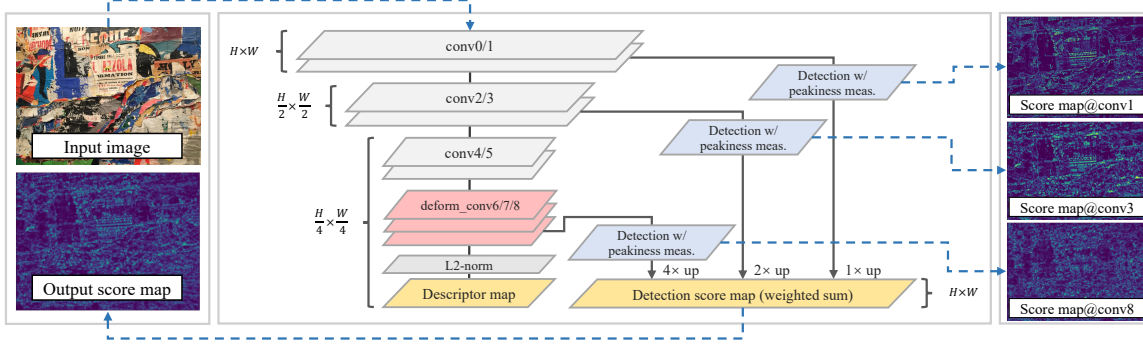 Input image
Output score map
H×W
conv0/1
H/2 × W/2
conv2/3
H/4 × W/4
conv4/5
deform_conv6/7/8
L2-norm
Descriptor map
Detection w/
peakiness meas.
Detection w/
peakiness meas.
Detection w/
peakiness meas.
4× up
2× up
1× up
Detection score map (weighted sum)
H×W
Score map@conv1
Score map@conv3
Score map@conv8